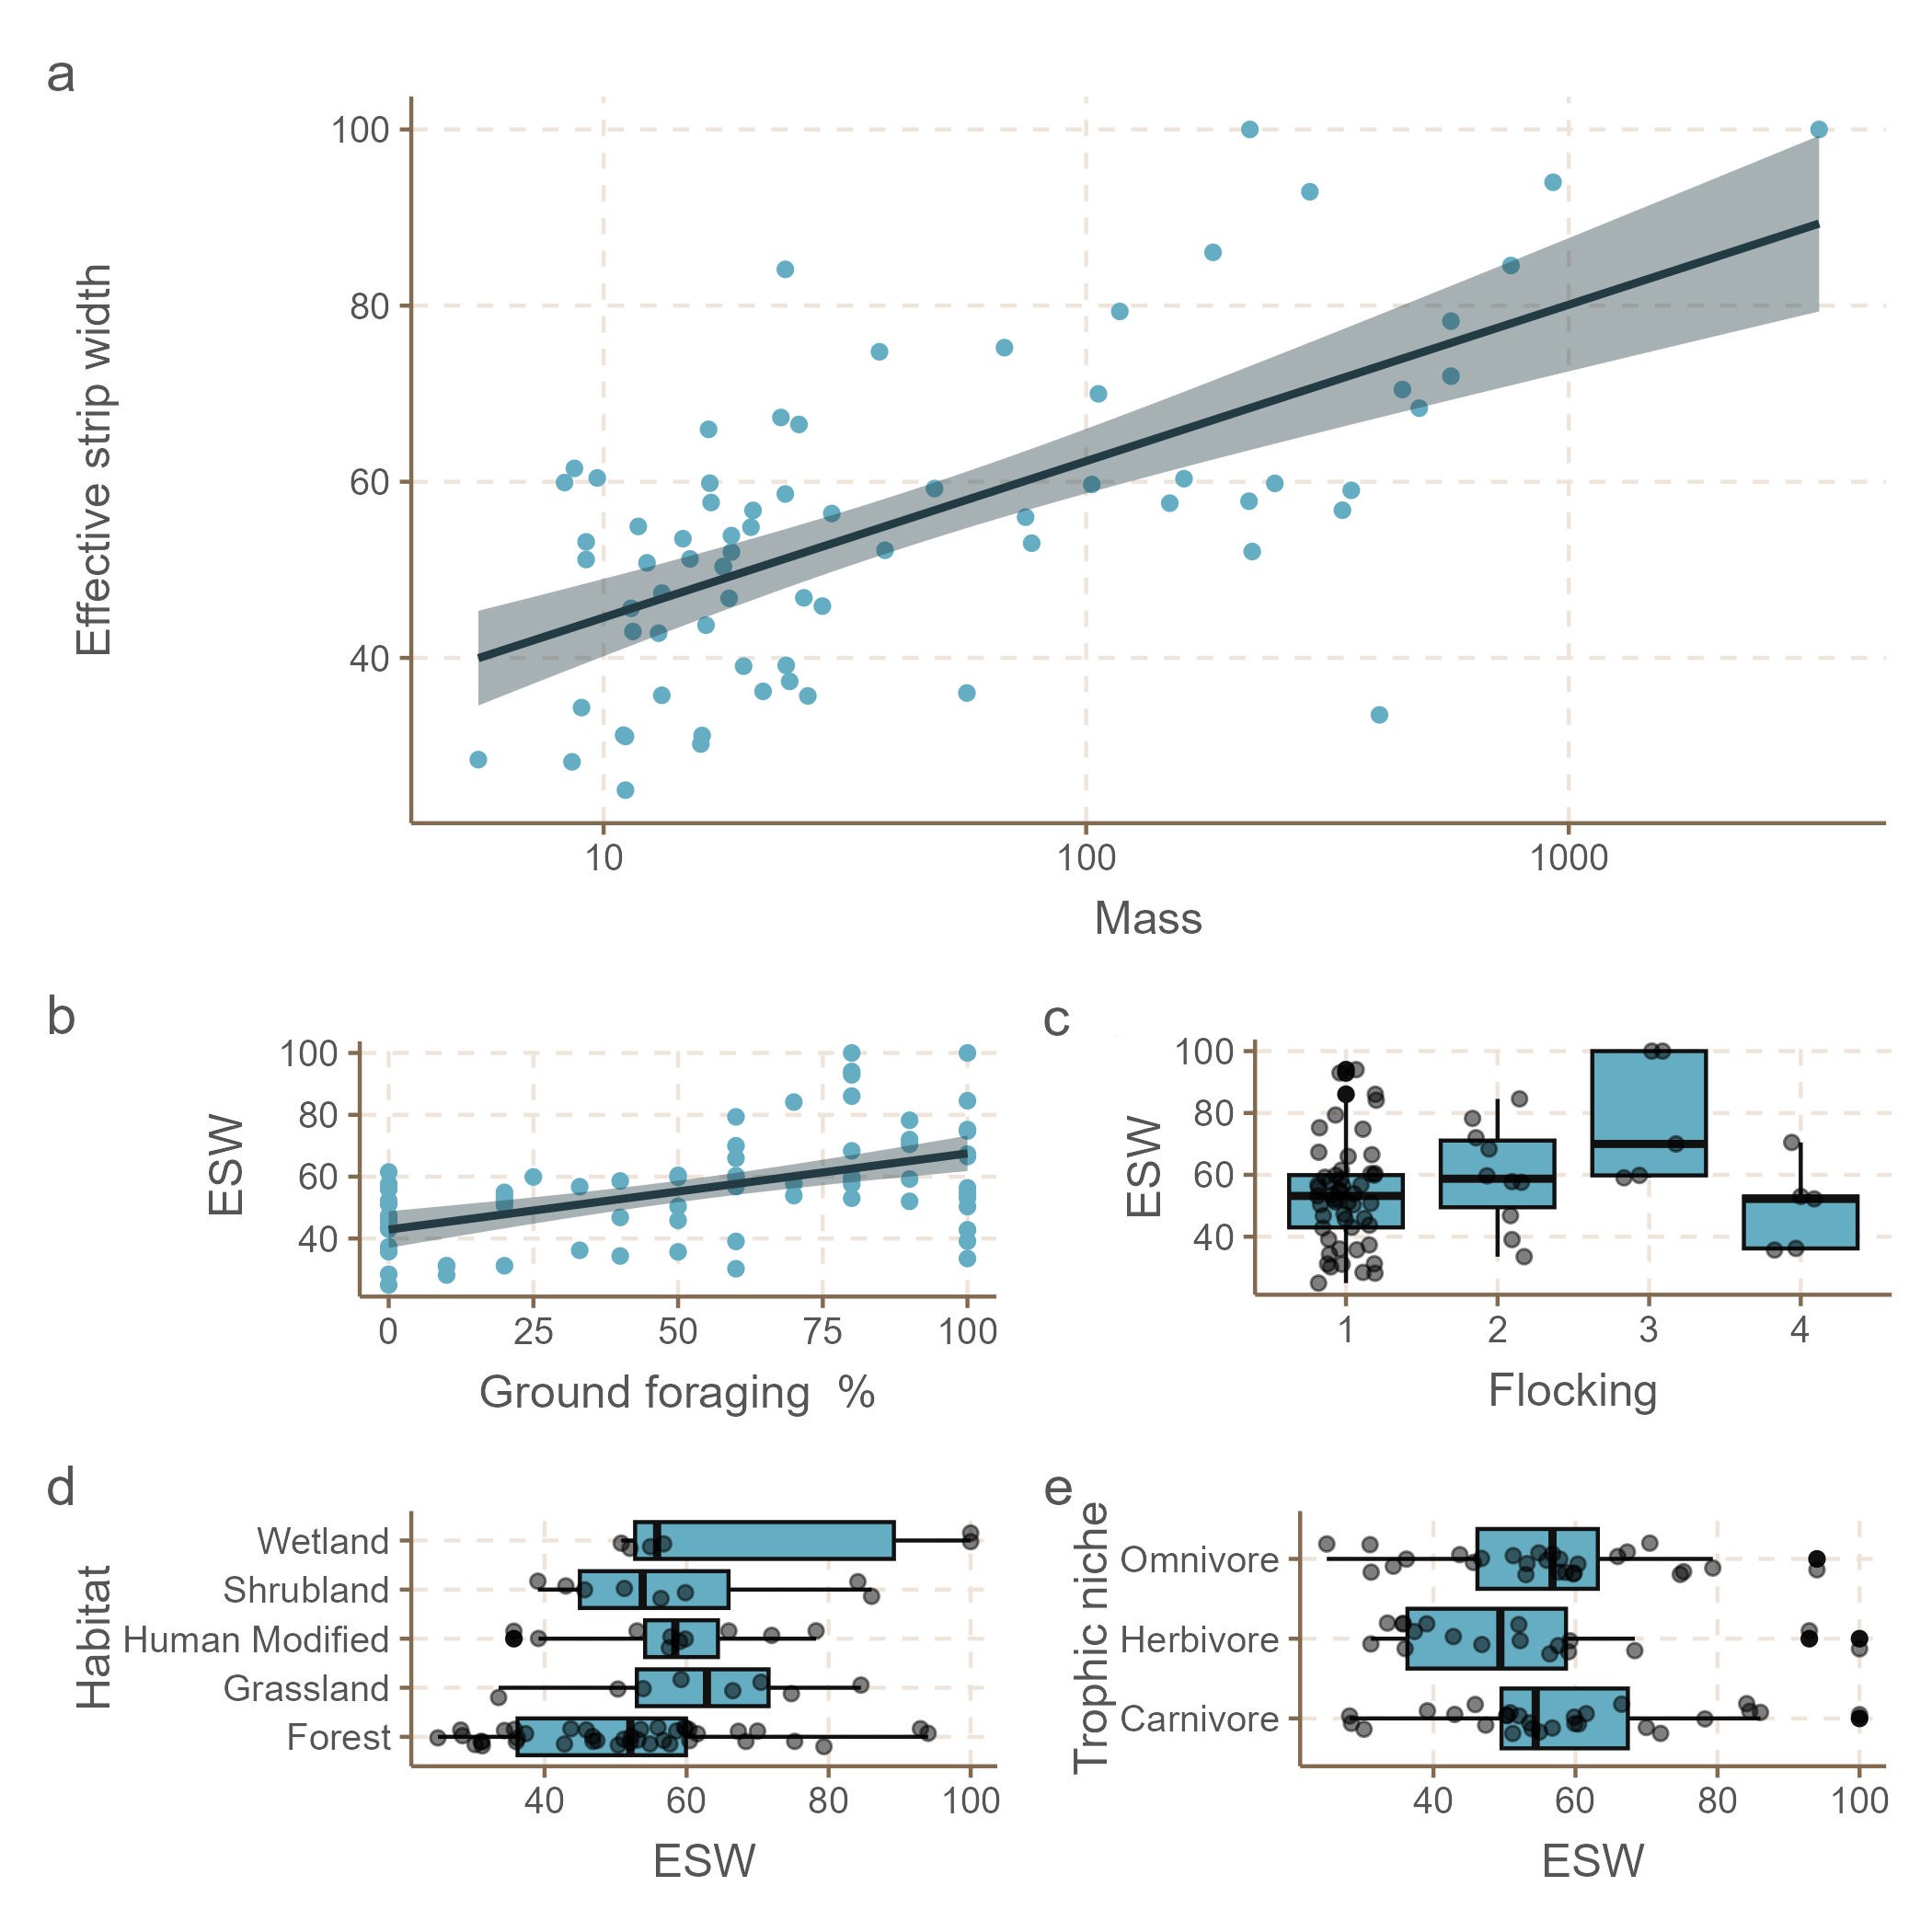 a
100
80
60
40
Effective strip width
10 100 1000
Mass
b
100
80
60
40
ESW
0 25 50 75 100
Ground foraging %
c
100
80
60
40
ESW
1 2 3 4
Flocking
d
Habitat
Wetland
Shrubland
Human Modified
Grassland
Forest
40 60 80 100
ESW
e
Trophic niche
Omnivore
Herbivore
Carnivore
40 60 80 100
ESW